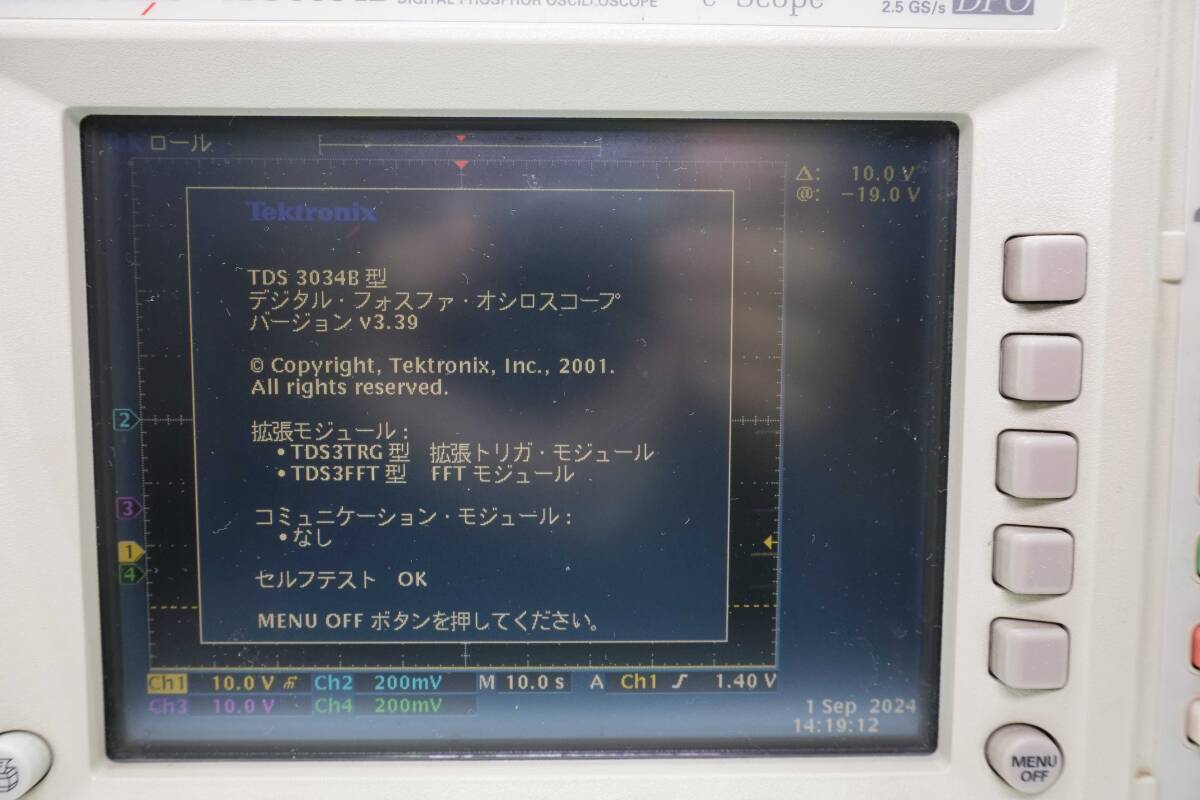 DIGITAL PHOSPHOR OSCILLOSCOPE
e*Scope
2.5 GS/s DPO
ロール
Δ: 10.0 V
@: −19.0 V
Tektronix
TDS 3034B 型
デジタル・フォスファ・オシロスコープ
バージョン v3.39
© Copyright, Tektronix, Inc., 2001.
All rights reserved.
拡張モジュール:
•TDS3TRG 型 拡張トリガ・モジュール
•TDS3FFT 型 FFT モジュール
コミュニケーション・モジュール:
•なし
セルフテスト OK
MENU OFF ボタンを押してください。
2
3
1
4
Ch1 10.0 V Ch2 200mV M 10.0 s A Ch1 1.40 V
Ch3 10.0 V Ch4 200mV
1 Sep 2024
14:19:12
MENU
OFF